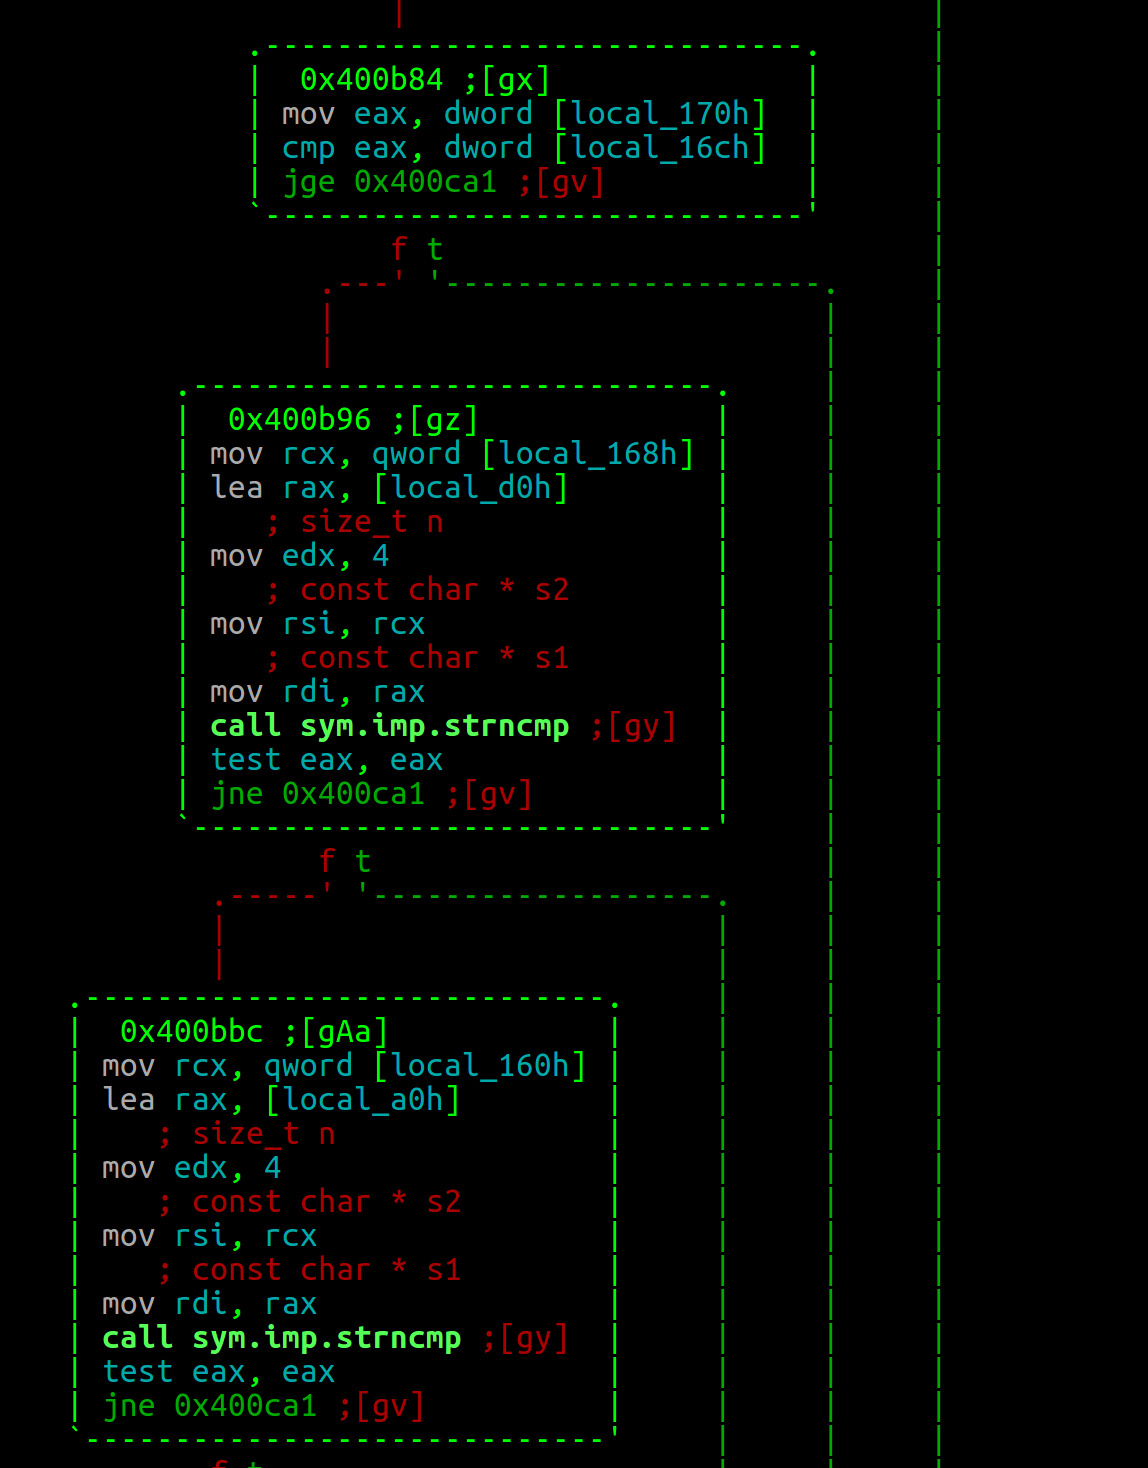 0x400b84 ;[gx]
mov eax, dword [local_170h]
cmp eax, dword [local_16ch]
jge 0x400ca1 ;[gv]
f t
0x400b96 ;[gz]
mov rcx, qword [local_168h]
lea rax, [local_d0h]
; size_t n
mov edx, 4
; const char * s2
mov rsi, rcx
; const char * s1
mov rdi, rax
call sym.imp.strncmp ;[gy]
test eax, eax
jne 0x400ca1 ;[gv]
f t
0x400bbc ;[gAa]
mov rcx, qword [local_160h]
lea rax, [local_a0h]
; size_t n
mov edx, 4
; const char * s2
mov rsi, rcx
; const char * s1
mov rdi, rax
call sym.imp.strncmp ;[gy]
test eax, eax
jne 0x400ca1 ;[gv]
f t